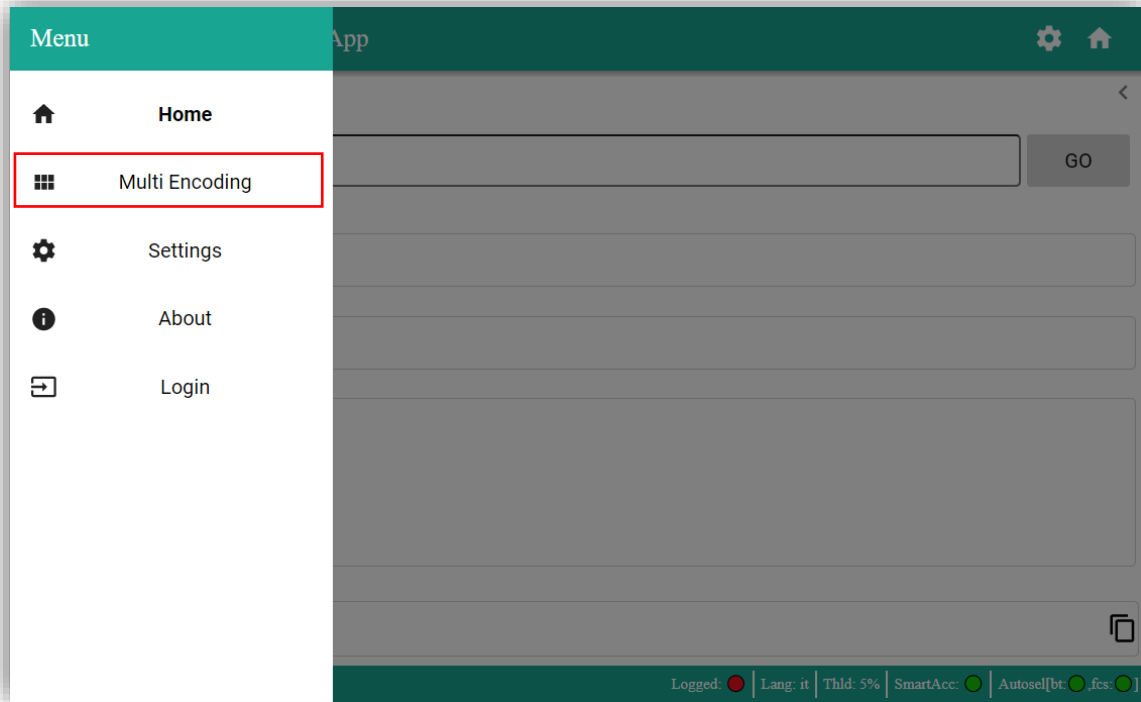 Menu
App
Home
Multi Encoding
GO
Settings
About
Login
Logged: Lang: it Thld: 5% SmartAcc: Autosel[bt: ,fcs: ]